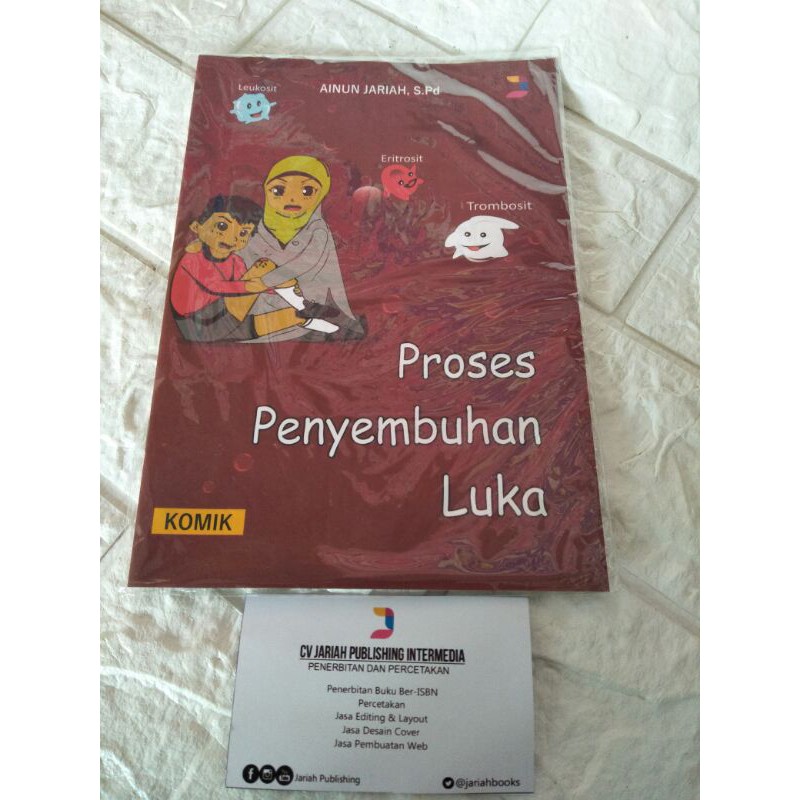 Leukosit
AINUN JARIAH, S.Pd
Eritrosit
Trombosit
Proses
Penyembuhan
Luka
KOMIK
CV JARIAH PUBLISHING INTERMEDIA
PENERBITAN DAN PERCETAKAN
Penerbitan Buku Ber-ISBN
Percetakan
Jasa Editing & Layout
Jasa Desain Cover
Jasa Pembuatan Web
Jariah Publishing
@jariahbooks